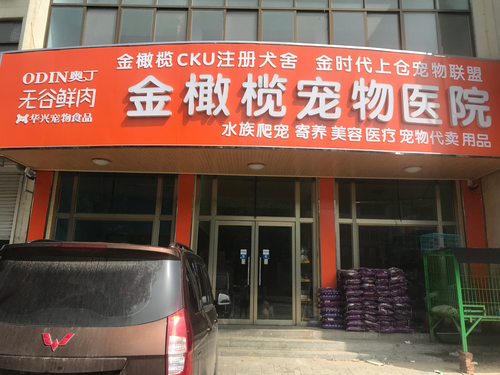 金橄榄CKU注册犬舍 金时代上仓宠物联盟
ODIN奥丁
无谷鲜肉
华兴宠物食品
金橄榄宠物医院
水族爬宠 寄养 美容 医疗 宠物代卖 用品